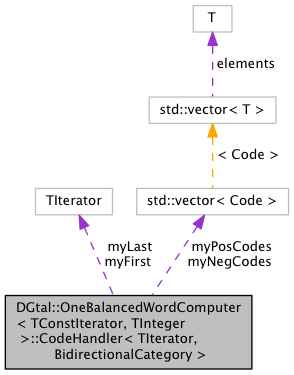 T
elements
std::vector< T >
< Code >
TIterator
std::vector< Code >
myLast
myFirst
myPosCodes
myNegCodes
DGtal::OneBalancedWordComputer
< TConstIterator, TInteger
>::CodeHandler< TIterator,
BidirectionalCategory >